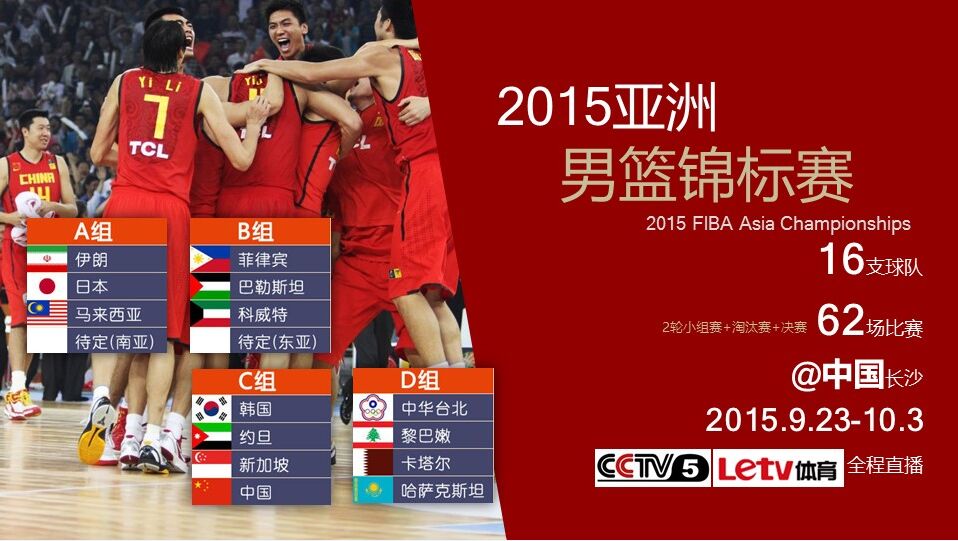 YI LI
7
TCL
TCL
CHINA
A组
伊朗
日本
马来西亚
待定(南亚)
B组
菲律宾
巴勒斯坦
科威特
待定(东亚)
C组
韩国
约旦
新加坡
中国
D组
中华台北
黎巴嫩
卡塔尔
哈萨克斯坦
2015亚洲
男篮锦标赛
2015 FIBA Asia Championships
16支球队
2轮小组赛+淘汰赛+决赛 62场比赛
@中国长沙
2015.9.23-10.3
CCTV5 Letv体育 全程直播